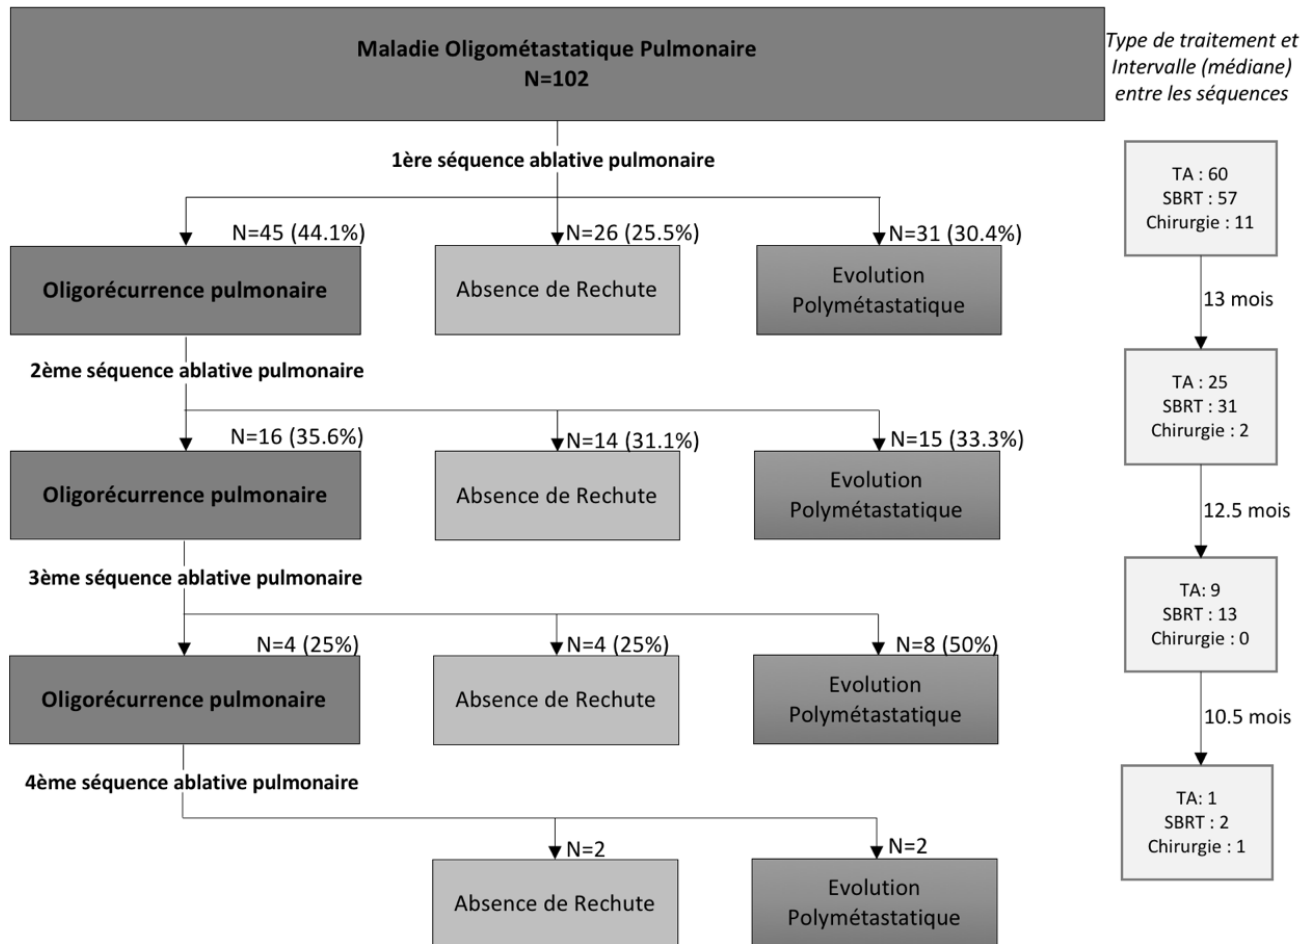 Maladie Oligométastatique Pulmonaire
N=102
Type de traitement et
Intervalle (médiane)
entre les séquences
1ère séquence ablative pulmonaire
TA : 60
SBRT : 57
Chirurgie : 11
N=45 (44.1%)
N=26 (25.5%)
N=31 (30.4%)
Oligorécurrence pulmonaire
Absence de Rechute
Evolution
Polymétastatique
13 mois
2ème séquence ablative pulmonaire
TA : 25
SBRT : 31
Chirurgie : 2
N=16 (35.6%)
N=14 (31.1%)
N=15 (33.3%)
Oligorécurrence pulmonaire
Absence de Rechute
Evolution
Polymétastatique
12.5 mois
3ème séquence ablative pulmonaire
TA: 9
SBRT : 13
Chirurgie : 0
N=4 (25%)
N=4 (25%)
N=8 (50%)
Oligorécurrence pulmonaire
Absence de Rechute
Evolution
Polymétastatique
10.5 mois
4ème séquence ablative pulmonaire
TA: 1
SBRT : 2
Chirurgie : 1
N=2
N=2
Absence de Rechute
Evolution
Polymétastatique